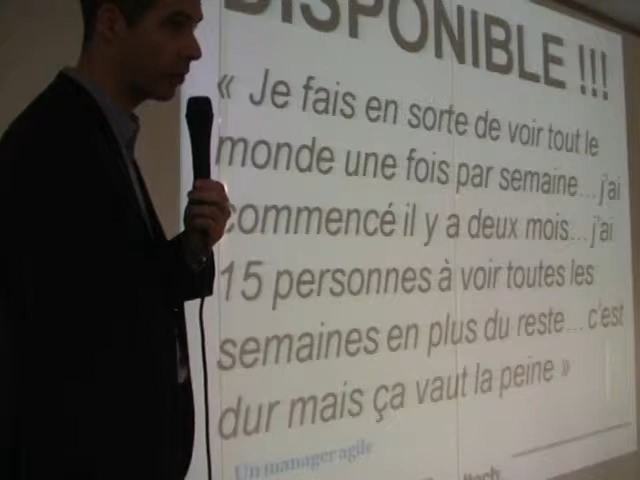 DISPONIBLE !!!
« Je fais en sorte de voir tout le
monde une fois par semaine... j'ai
commencé il y a deux mois... j'ai
15 personnes à voir toutes les
semaines en plus du reste... c'est
dur mais ça vaut la peine »
Un manager agile